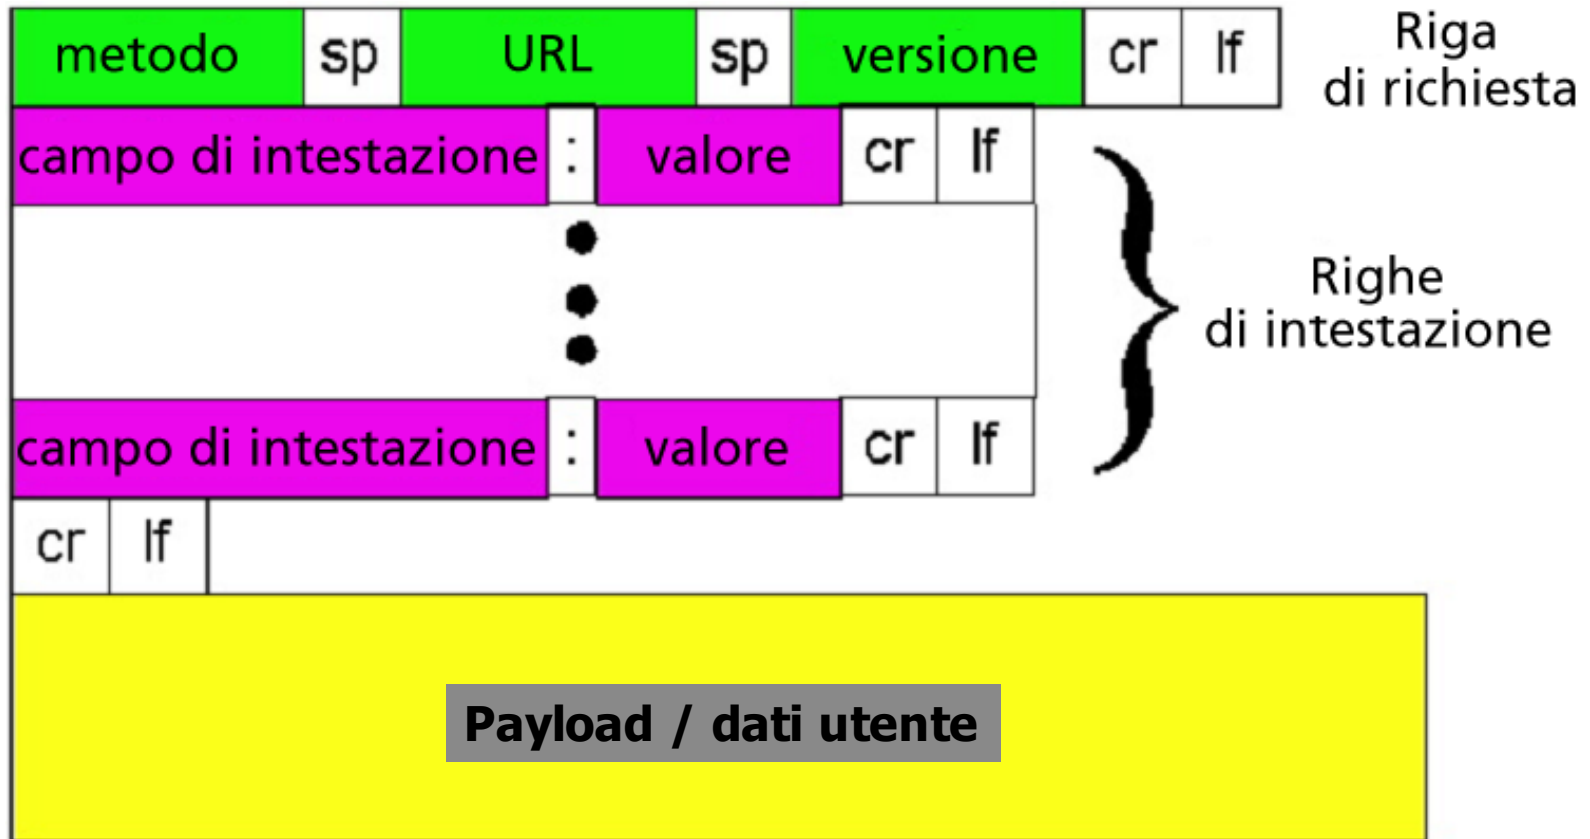 metodo sp URL sp versione cr lf
Riga
di richiesta
campo di intestazione : valore cr lf
Righe
di intestazione
campo di intestazione : valore cr lf
cr lf
Payload / dati utente